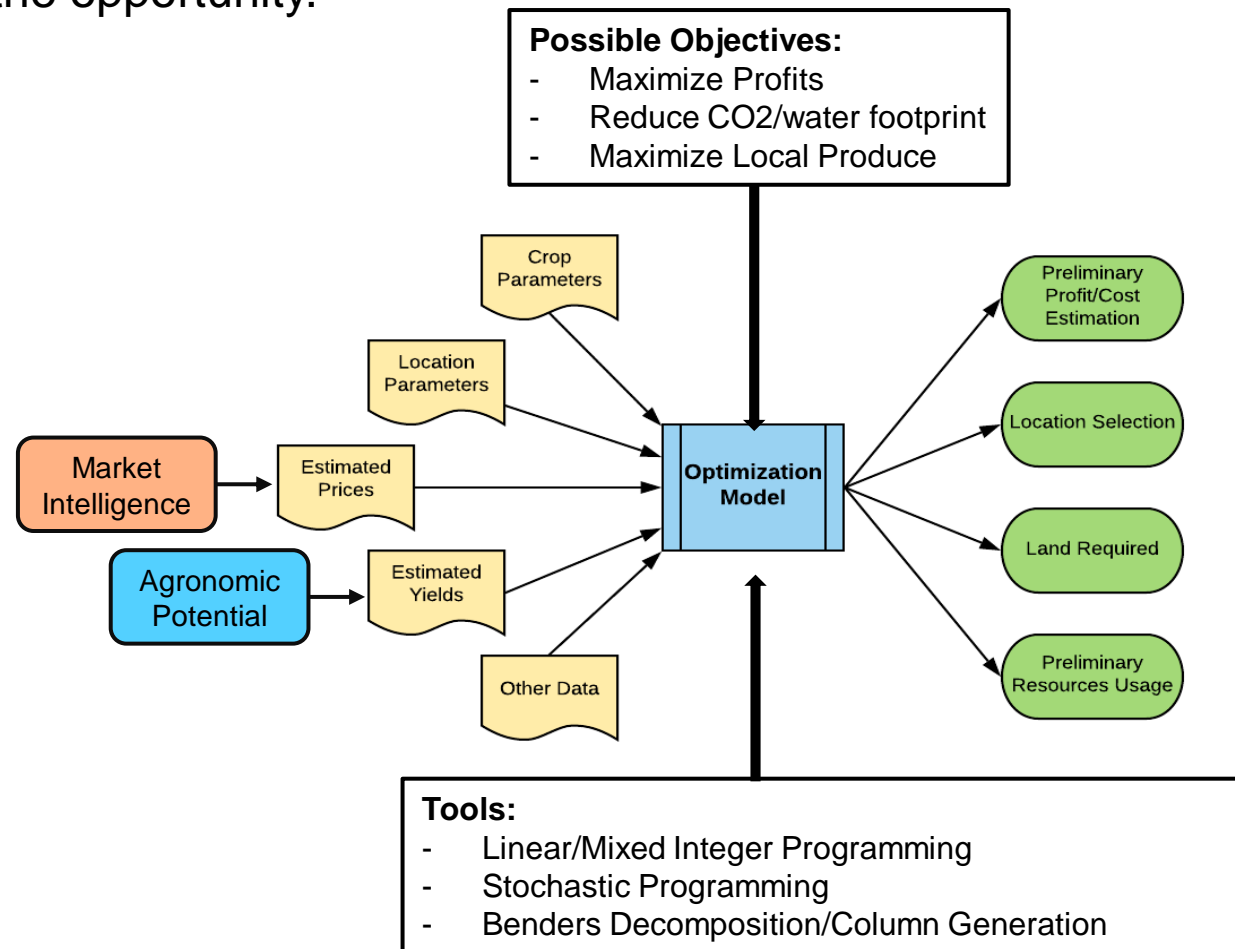 the opportunity.
Possible Objectives:
- Maximize Profits
- Reduce CO2/water footprint
- Maximize Local Produce
Crop
Parameters
Location
Parameters
Market
Intelligence
Estimated
Prices
Agronomic
Potential
Estimated
Yields
Other Data
Optimization
Model
Preliminary
Profit/Cost
Estimation
Location Selection
Land Required
Preliminary
Resources Usage
Tools:
- Linear/Mixed Integer Programming
- Stochastic Programming
- Benders Decomposition/Column Generation